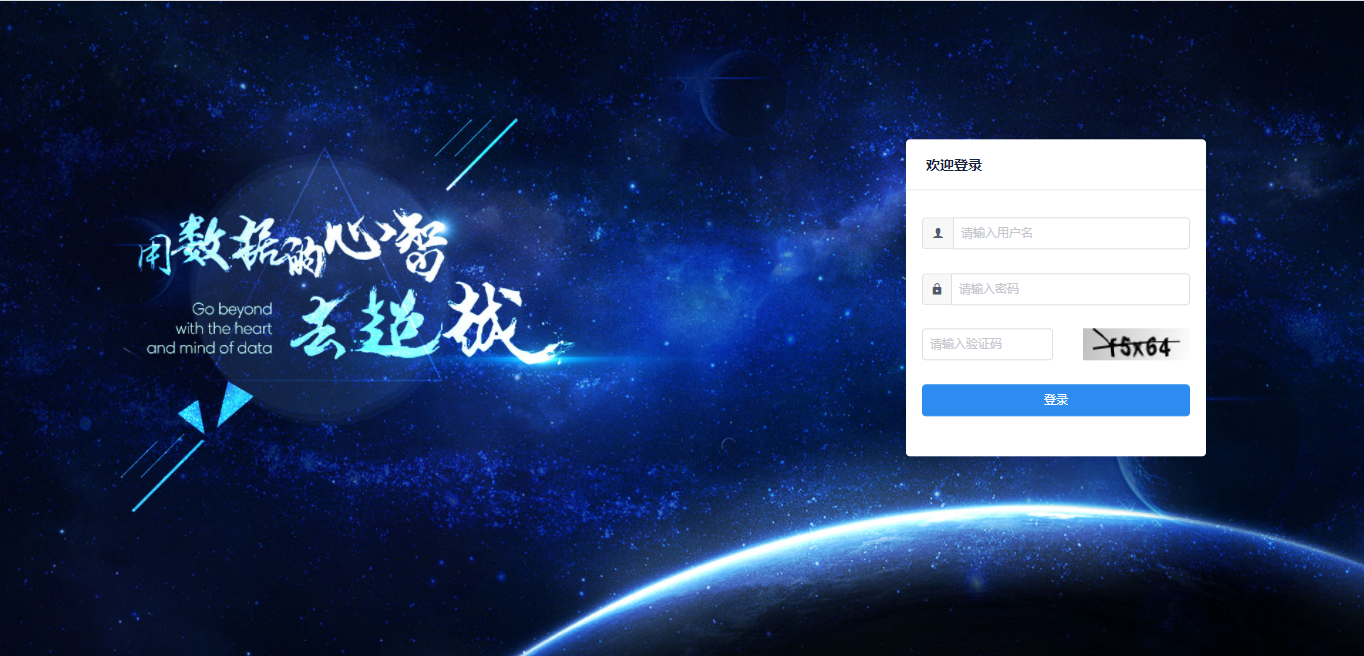 用数据的心智
去超越
Go beyond
with the heart
and mind of data
欢迎登录
请输入用户名
请输入密码
请输入验证码
f5x64
登录